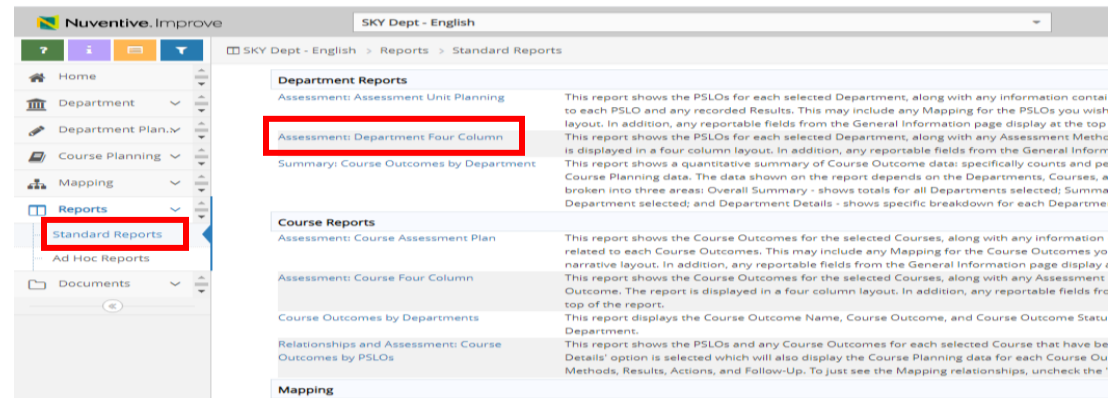 Nuventive.Improve
SKY Dept - English
?
i
SKY Dept - English > Reports > Standard Reports
Home
Department
Department Plan..
Course Planning
Mapping
Reports
Standard Reports
Ad Hoc Reports
Documents
Department Reports
Assessment: Assessment Unit Planning
This report shows the PSLOs for each selected Department, along with any information contai
to each PSLO and any recorded Results. This may include any Mapping for the PSLOs you wish
layout. In addition, any reportable fields from the General Information page display at the top
Assessment: Department Four Column
This report shows the PSLOs for each selected Department, along with any Assessment Metho
is displayed in a four column layout. In addition, any reportable fields from the General Inform
Summary: Course Outcomes by Department
This report shows a quantitative summary of Course Outcome data: specifically counts and pe
Course Planning data. The data shown on the report depends on the Departments, Courses, a
broken into three areas: Overall Summary - shows totals for all Departments selected; Summa
Department selected; and Department Details - shows specific breakdown for each Departme
Course Reports
Assessment: Course Assessment Plan
This report shows the Course Outcomes for the selected Courses, along with any information
related to each Course Outcomes. This may include any Mapping for the Course Outcomes yo
narrative layout. In addition, any reportable fields from the General Information page display a
Assessment: Course Four Column
This report shows the Course Outcomes for the selected Courses, along with any Assessment
Outcome. The report is displayed in a four column layout. In addition, any reportable fields fro
top of the report.
Course Outcomes by Departments
This report displays the Course Outcome Name, Course Outcome, and Course Outcome Statu
Department.
Relationships and Assessment: Course
Outcomes by PSLOs
This report shows the PSLOs and any Course Outcomes for each selected Course that have be
Details' option is selected which will also display the Course Planning data for each Course Ou
Methods, Results, Actions, and Follow-Up. To just see the Mapping relationships, uncheck the '
Mapping